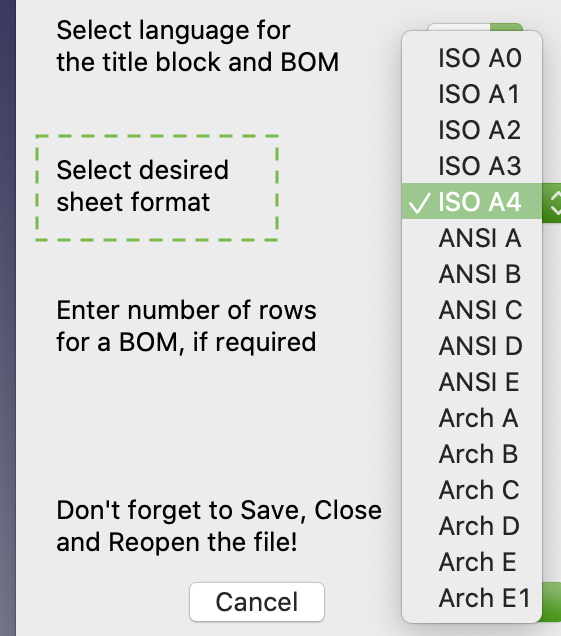 Select language for
the title block and BOM
Select desired
sheet format
Enter number of rows
for a BOM, if required
Don't forget to Save, Close
and Reopen the file!
Cancel
ISO A0
ISO A1
ISO A2
ISO A3
✓ ISO A4
ANSI A
ANSI B
ANSI C
ANSI D
ANSI E
Arch A
Arch B
Arch C
Arch D
Arch E
Arch E1